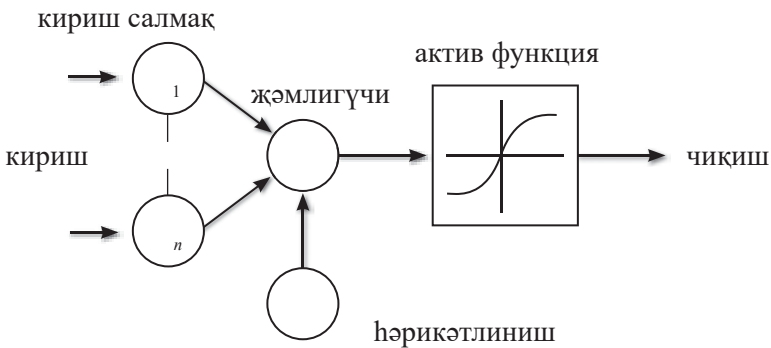 кириш салмақ
актив функция
1
җәмлигүчи
кириш
чиқиш
n
һәрикәтлиниш